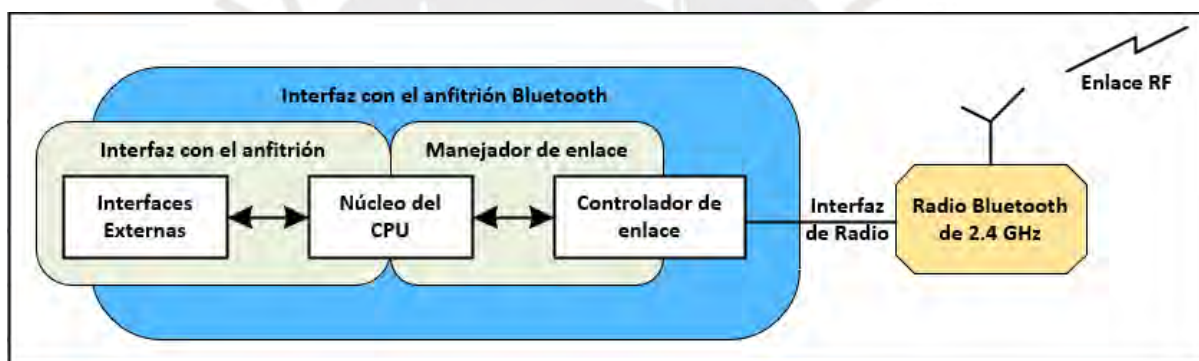 Enlace RF
Interfaz con el anfitrión Bluetooth
Interfaz con el anfitrión
Manejador de enlace
Interfaces
Externas
Núcleo del
CPU
Controlador de
enlace
Interfaz
de Radio
Radio Bluetooth
de 2.4 GHz